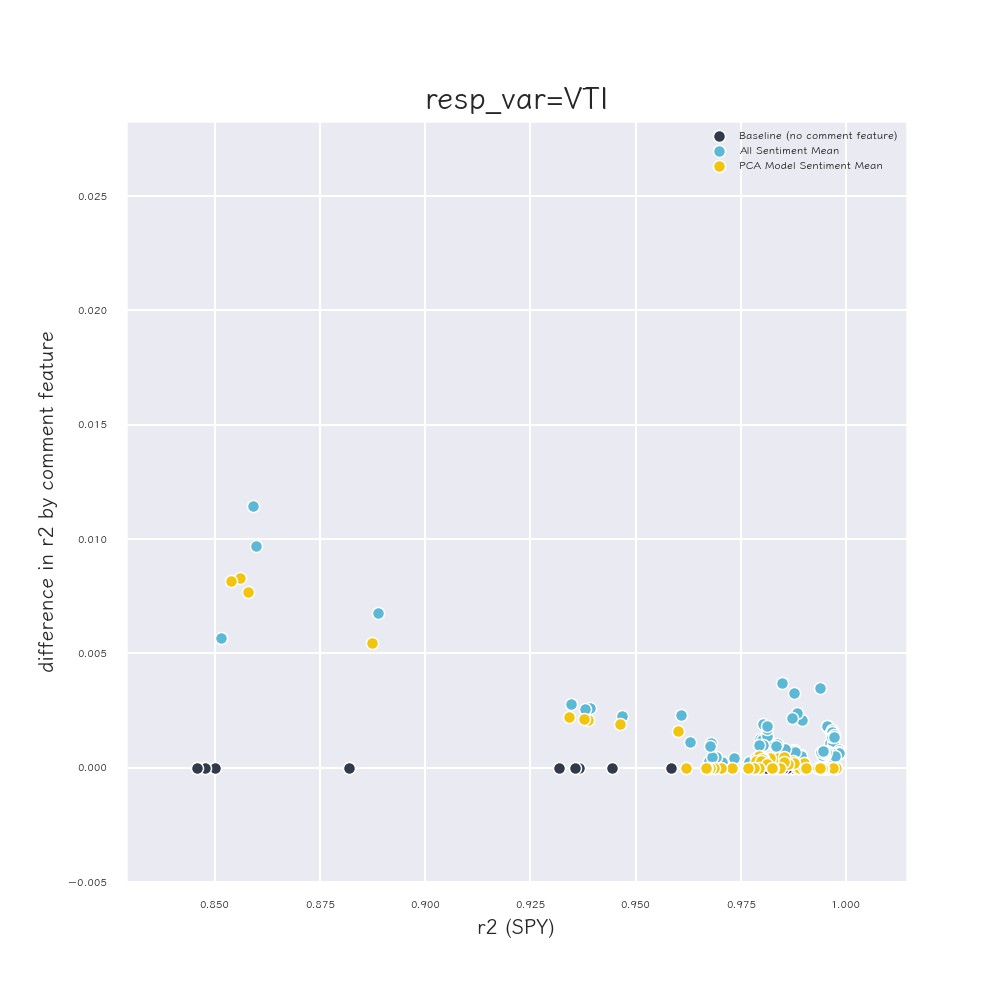 resp_var=VTI
Baseline (no comment feature)
All Sentiment Mean
PCA Model Sentiment Mean
difference in r2 by comment feature
0.025
0.020
0.015
0.010
0.005
0.000
−0.005
0.850 0.875 0.900 0.925 0.950 0.975 1.000
r2 (SPY)